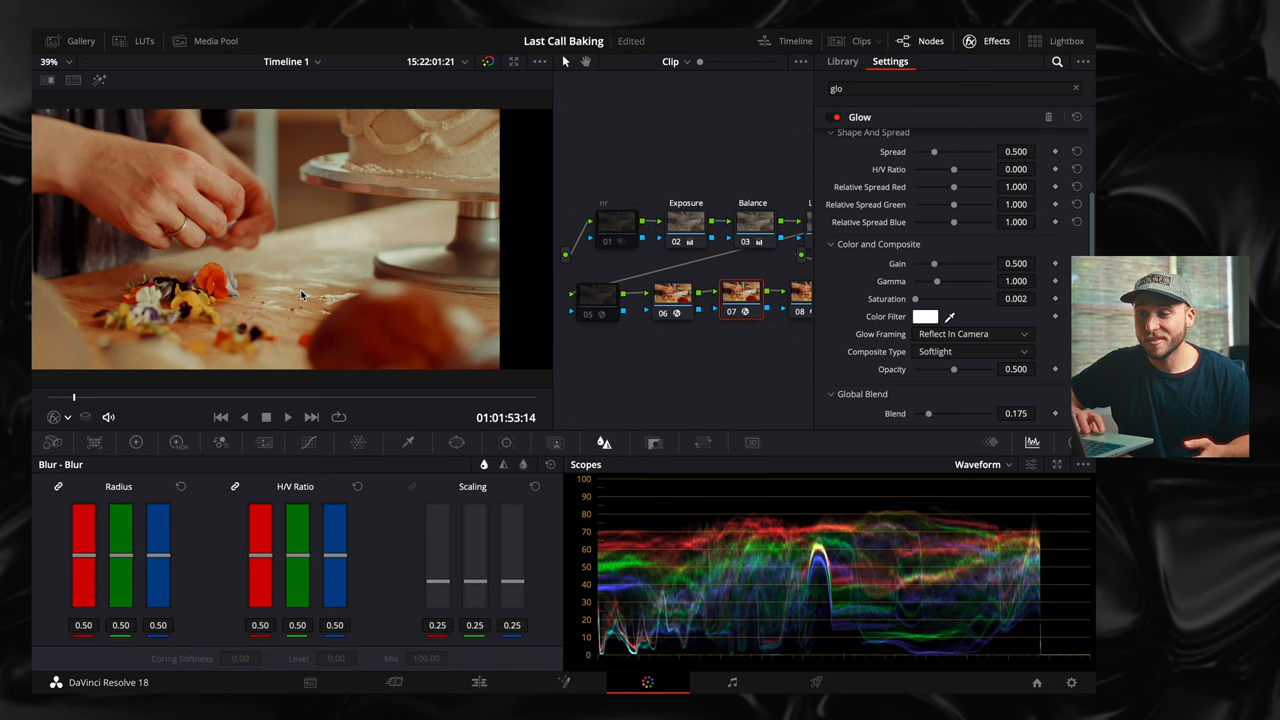 Gallery LUTs Media Pool Last Call Baking Edited Timeline Clips Nodes Effects Lightbox
39% Timeline 1 15:22:01:21 Clip Library Settings
glo
Glow
Shape And Spread
Spread 0.500
H/V Ratio 0.000
Relative Spread Red 1.000
Relative Spread Green 1.000
Relative Spread Blue 1.000
Color and Composite
Gain 0.500
Gamma 1.000
Saturation 0.002
Color Filter
Glow Framing Reflect In Camera
Composite Type Softlight
Opacity 0.500
Global Blend
Blend 0.175
nr Exposure Balance L
01 02 03
05 06 07 08
01:01:53:14
Blur - Blur
Radius H/V Ratio Scaling
0.50 0.50 0.50 0.50 0.50 0.50 0.25 0.25 0.25
Coring Softness 0.00 Level 0.00 Mix 100.00
Scopes Waveform
100
90
80
70
60
50
40
30
20
10
0
DaVinci Resolve 18
HDR
3D